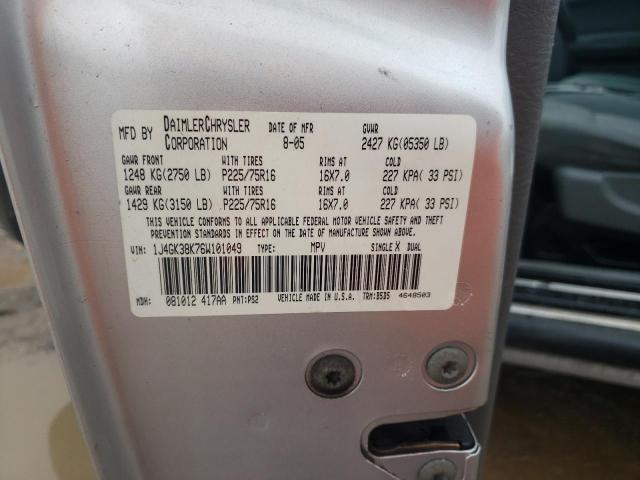 MFD BY DAIMLERCHRYSLER CORPORATION DATE OF MFR 8-05 GVWR 2427 KG(05350 LB)
GAWR FRONT WITH TIRES RIMS AT COLD
1248 KG(2750 LB) P225/75R16 16X7.0 227 KPA( 33 PSI)
GAWR REAR WITH TIRES RIMS AT COLD
1429 KG(3150 LB) P225/75R16 16X7.0 227 KPA( 33 PSI)
THIS VEHICLE CONFORMS TO ALL APPLICABLE FEDERAL MOTOR VEHICLE SAFETY AND THEFT
PREVENTION STANDARDS IN EFFECT ON THE DATE OF MANUFACTURE SHOWN ABOVE.
VIN: 1J4GK38K76W101049 TYPE: MPV SINGLE X DUAL
MDH: 081012 417AA PNT:PS2 VEHICLE MADE IN U.S.A. TRM:B5D5 4648503